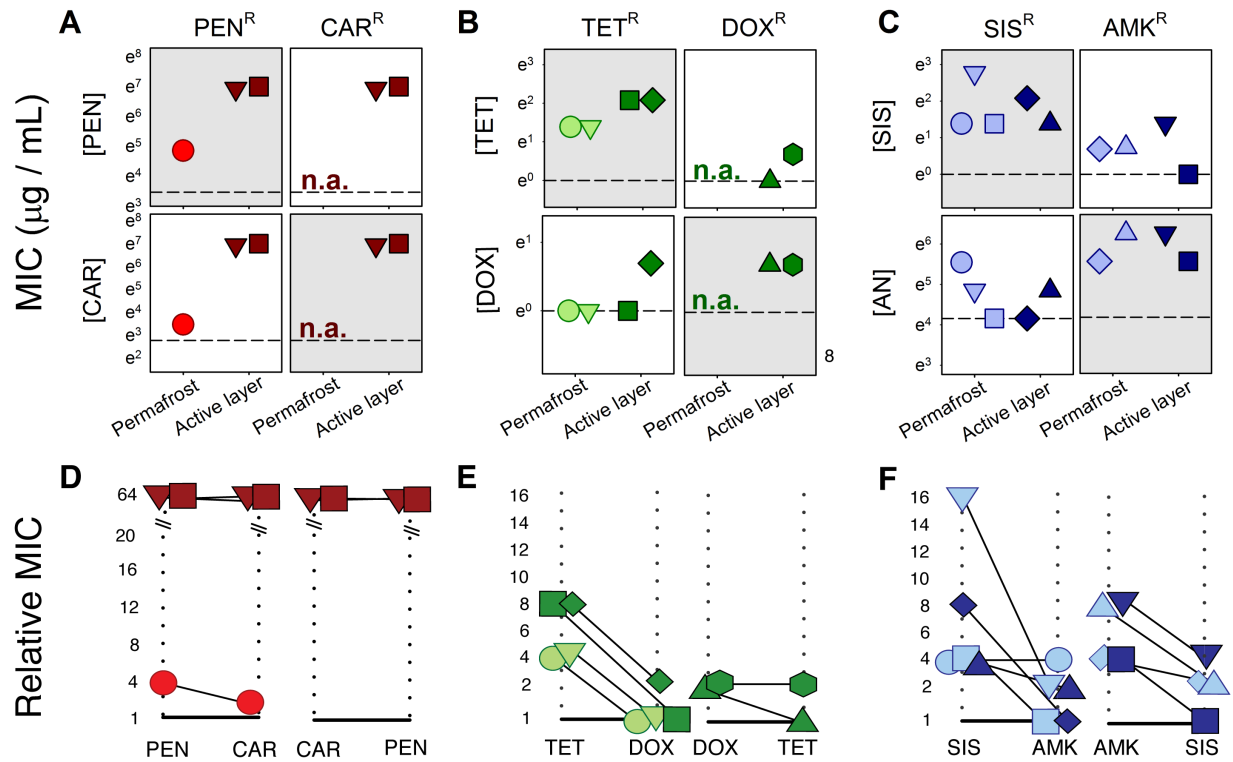 A PEN^R CAR^R B TET^R DOX^R C SIS^R AMK^R
MIC (μg / mL)
[PEN]
e^8
e^7
e^6
e^5
e^4
e^3
n.a.
[CAR]
e^8
e^7
e^6
e^5
e^4
e^3
e^2
n.a.
Permafrost Active layer Permafrost Active layer
[TET]
e^3
e^2
e^1
e^0
n.a.
[DOX]
e^1
e^0
n.a.
8
Permafrost Active layer Permafrost Active layer
[SIS]
e^3
e^2
e^1
e^0
[AN]
e^6
e^5
e^4
e^3
Permafrost Active layer Permafrost Active layer
Relative MIC
D
64
20
16
12
8
4
1
PEN CAR CAR PEN
E
16
14
12
10
8
6
4
2
1
TET DOX DOX TET
F
16
14
12
10
8
6
4
2
1
SIS AMK AMK SIS